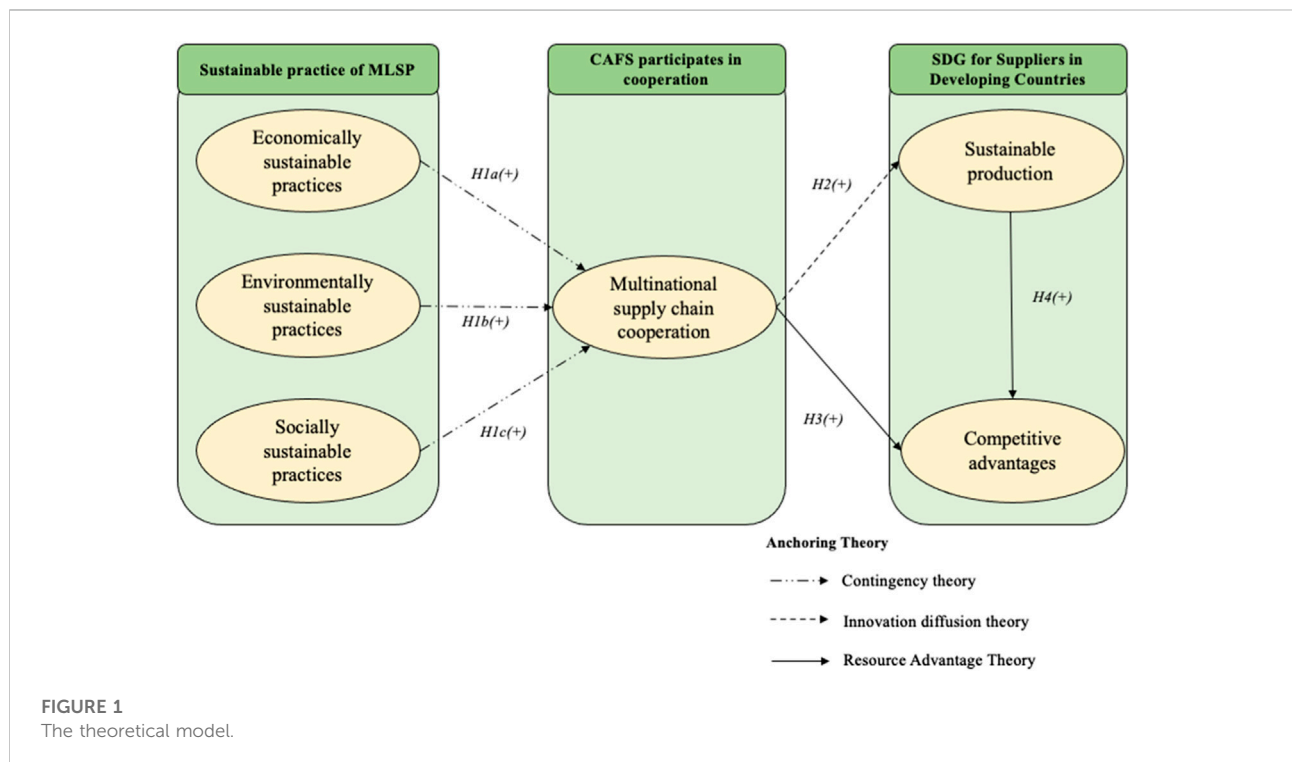 Sustainable practice of MLSP
Economically
sustainable
practices
Environmentally
sustainable
practices
Socially
sustainable
practices
H1a(+)
H1b(+)
H1c(+)
CAFS participates in
cooperation
Multinational
supply chain
cooperation
H2(+)
H3(+)
SDG for Suppliers in
Developing Countries
Sustainable
production
H4(+)
Competitive
advantages
Anchoring Theory
Contingency theory
Innovation diffusion theory
Resource Advantage Theory
FIGURE 1
The theoretical model.